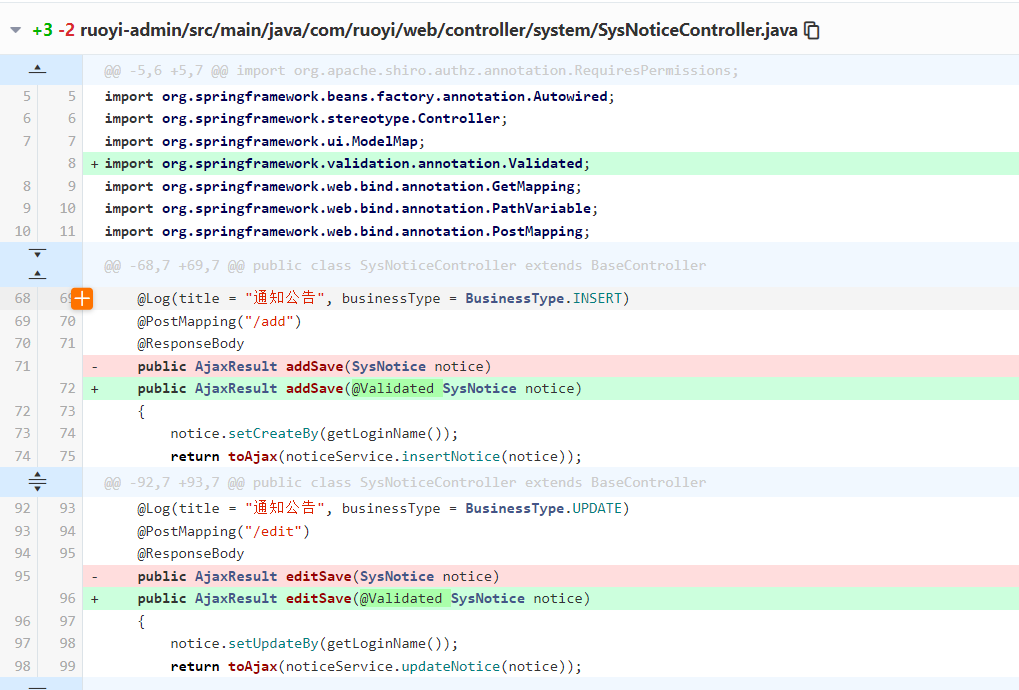 +3 -2 ruoyi-admin/src/main/java/com/ruoyi/web/controller/system/SysNoticeController.java
@@ -5,6 +5,7 @@ import org.apache.shiro.authz.annotation.RequiresPermissions;
5 5 import org.springframework.beans.factory.annotation.Autowired;
6 6 import org.springframework.stereotype.Controller;
7 7 import org.springframework.ui.ModelMap;
8 + import org.springframework.validation.annotation.Validated;
8 9 import org.springframework.web.bind.annotation.GetMapping;
9 10 import org.springframework.web.bind.annotation.PathVariable;
10 11 import org.springframework.web.bind.annotation.PostMapping;
@@ -68,7 +69,7 @@ public class SysNoticeController extends BaseController
68 69 @Log(title = "通知公告", businessType = BusinessType.INSERT)
69 70 @PostMapping("/add")
70 71 @ResponseBody
71 - public AjaxResult addSave(SysNotice notice)
72 + public AjaxResult addSave(@Validated SysNotice notice)
72 73 {
73 74 notice.setCreateBy(getLoginName());
74 75 return toAjax(noticeService.insertNotice(notice));
@@ -92,7 +93,7 @@ public class SysNoticeController extends BaseController
92 93 @Log(title = "通知公告", businessType = BusinessType.UPDATE)
93 94 @PostMapping("/edit")
94 95 @ResponseBody
95 - public AjaxResult editSave(SysNotice notice)
96 + public AjaxResult editSave(@Validated SysNotice notice)
96 97 {
97 98 notice.setUpdateBy(getLoginName());
98 99 return toAjax(noticeService.updateNotice(notice));